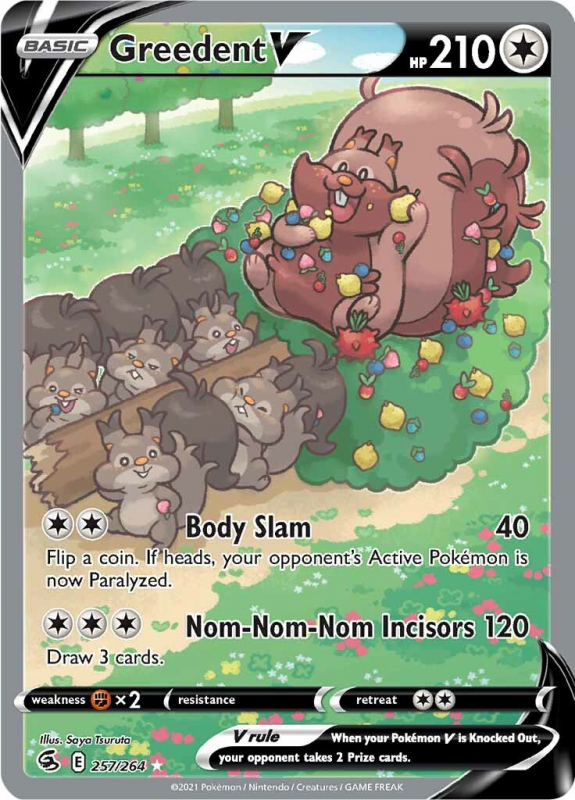 BASIC Greedent V HP 210
Body Slam 40
Flip a coin. If heads, your opponent's Active Pokémon is
now Paralyzed.
Nom-Nom-Nom Incisors 120
Draw 3 cards.
weakness ×2 resistance retreat
Illus. Saya Tsuruta
E 257/264
V rule When your Pokémon V is Knocked Out,
your opponent takes 2 Prize cards.
©2021 Pokémon / Nintendo / Creatures / GAME FREAK